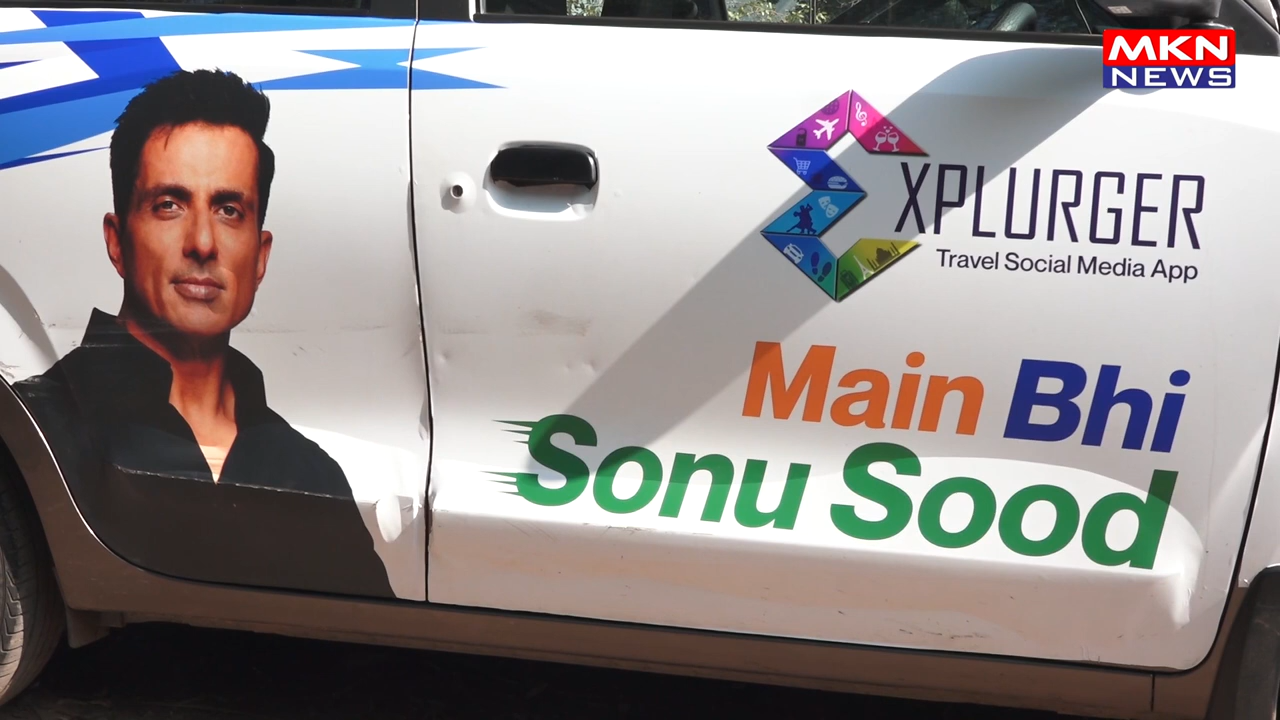 MKN
NEWS
XPLURGER
Travel Social Media App
Main Bhi
Sonu Sood